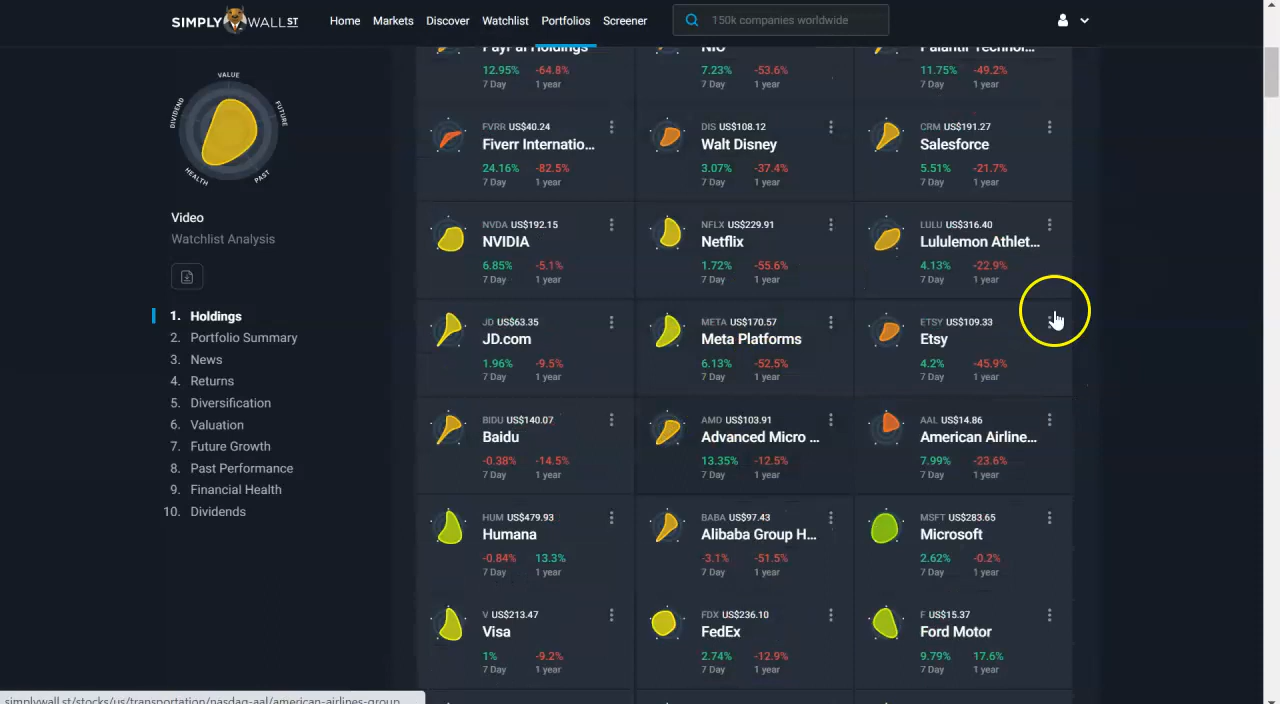 SIMPLY WALL ST
Home Markets Discover Watchlist Portfolios Screener
150k companies worldwide
VALUE
FUTURE
PAST
HEALTH
DIVIDEND
Video
Watchlist Analysis
1. Holdings
2. Portfolio Summary
3. News
4. Returns
5. Diversification
6. Valuation
7. Future Growth
8. Past Performance
9. Financial Health
10. Dividends
PayPal Holdings
12.95% -64.8%
7 Day 1 year
NIO
7.23% -53.6%
7 Day 1 year
Palantir Technol...
11.75% -49.2%
7 Day 1 year
FVRR US$40.24
Fiverr Internatio...
24.16% -82.5%
7 Day 1 year
DIS US$108.12
Walt Disney
3.07% -37.4%
7 Day 1 year
CRM US$191.27
Salesforce
5.51% -21.7%
7 Day 1 year
NVDA US$192.15
NVIDIA
6.85% -5.1%
7 Day 1 year
NFLX US$229.91
Netflix
1.72% -55.6%
7 Day 1 year
LULU US$316.40
Lululemon Athlet...
4.13% -22.9%
7 Day 1 year
JD US$63.35
JD.com
1.96% -9.5%
7 Day 1 year
META US$170.57
Meta Platforms
6.13% -52.5%
7 Day 1 year
ETSY US$109.33
Etsy
4.2% -45.9%
7 Day 1 year
BIDU US$140.07
Baidu
-0.38% -14.5%
7 Day 1 year
AMD US$103.91
Advanced Micro ...
13.35% -12.5%
7 Day 1 year
AAL US$14.86
American Airline...
7.99% -23.6%
7 Day 1 year
HUM US$479.93
Humana
-0.84% 13.3%
7 Day 1 year
BABA US$97.43
Alibaba Group H...
-3.1% -51.5%
7 Day 1 year
MSFT US$283.65
Microsoft
2.62% -0.2%
7 Day 1 year
V US$213.47
Visa
1% -9.2%
7 Day 1 year
FDX US$236.10
FedEx
2.74% -12.9%
7 Day 1 year
F US$15.37
Ford Motor
9.79% 17.6%
7 Day 1 year
simplywall.st/stocks/us/transportation/nasdaq-aal/american-airlines-group